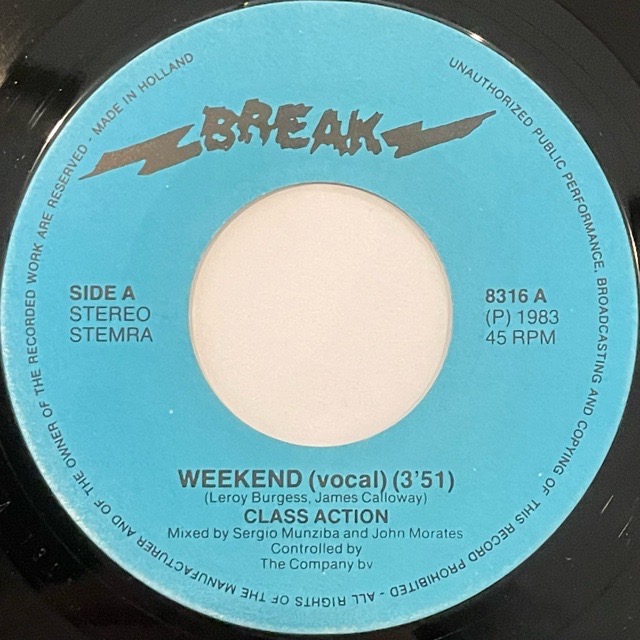 BREAK
SIDE A
STEREO
STEMRA
8316 A
(P) 1983
45 RPM
WEEKEND (vocal) (3'51)
(Leroy Burgess, James Calloway)
CLASS ACTION
Mixed by Sergio Munziba and John Morates
Controlled by
The Company bv
UNAUTHORIZED PUBLIC PERFORMANCE, BROADCASTING AND COPYING OF THIS RECORD PROHIBITED - ALL RIGHTS OF THE MANUFACTURER AND OF THE OWNER OF THE RECORDED WORK ARE RESERVED - MADE IN HOLLAND